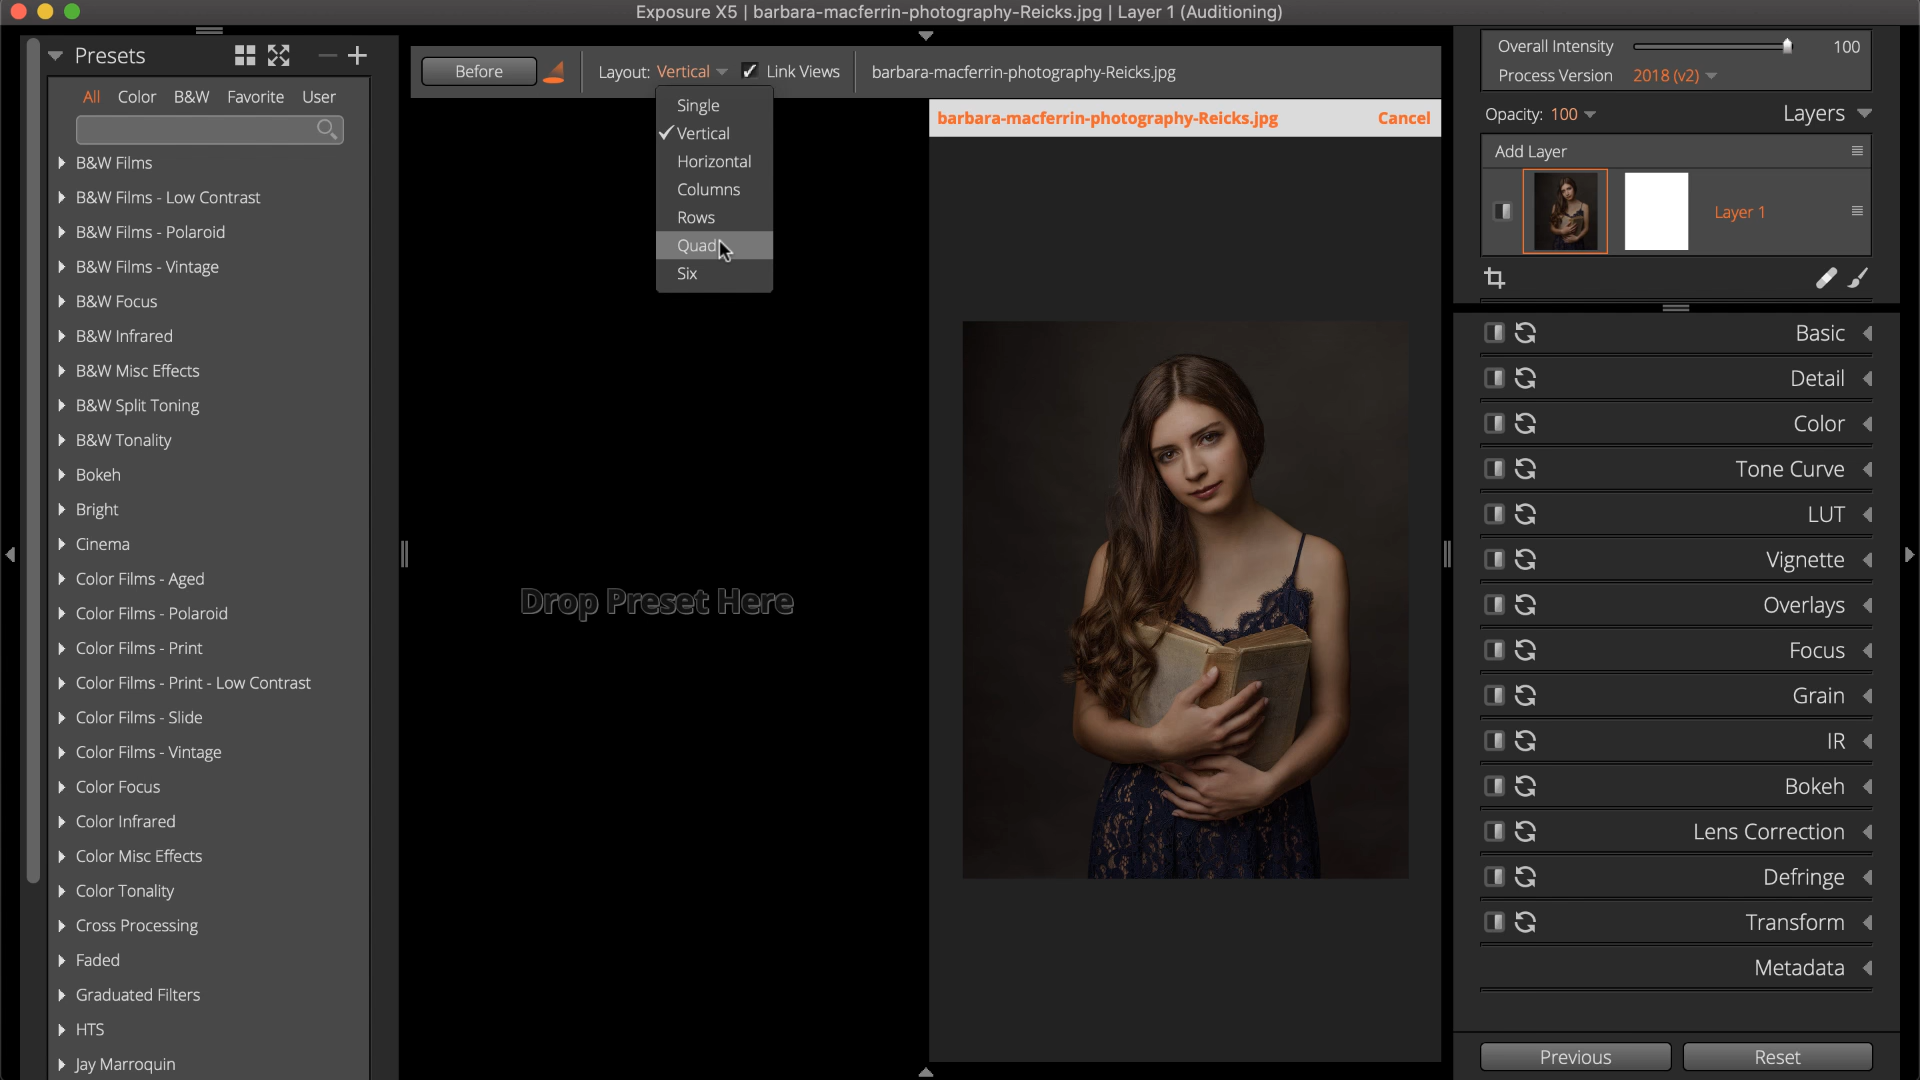 Exposure X5 | barbara-macferrin-photography-Reicks.jpg | Layer 1 (Auditioning)
Presets
All Color B&W Favorite User
B&W Films
B&W Films - Low Contrast
B&W Films - Polaroid
B&W Films - Vintage
B&W Focus
B&W Infrared
B&W Misc Effects
B&W Split Toning
B&W Tonality
Bokeh
Bright
Cinema
Color Films - Aged
Color Films - Polaroid
Color Films - Print
Color Films - Print - Low Contrast
Color Films - Slide
Color Films - Vintage
Color Focus
Color Infrared
Color Misc Effects
Color Tonality
Cross Processing
Faded
Graduated Filters
HTS
Jay Marroquin
Before Layout: Vertical Link Views barbara-macferrin-photography-Reicks.jpg
Single
Vertical
Horizontal
Columns
Rows
Quad
Six
barbara-macferrin-photography-Reicks.jpg Cancel
Drop Preset Here
Overall Intensity 100
Process Version 2018 (v2)
Opacity: 100 Layers
Add Layer
Layer 1
Basic
Detail
Color
Tone Curve
LUT
Vignette
Overlays
Focus
Grain
IR
Bokeh
Lens Correction
Defringe
Transform
Metadata
Previous Reset